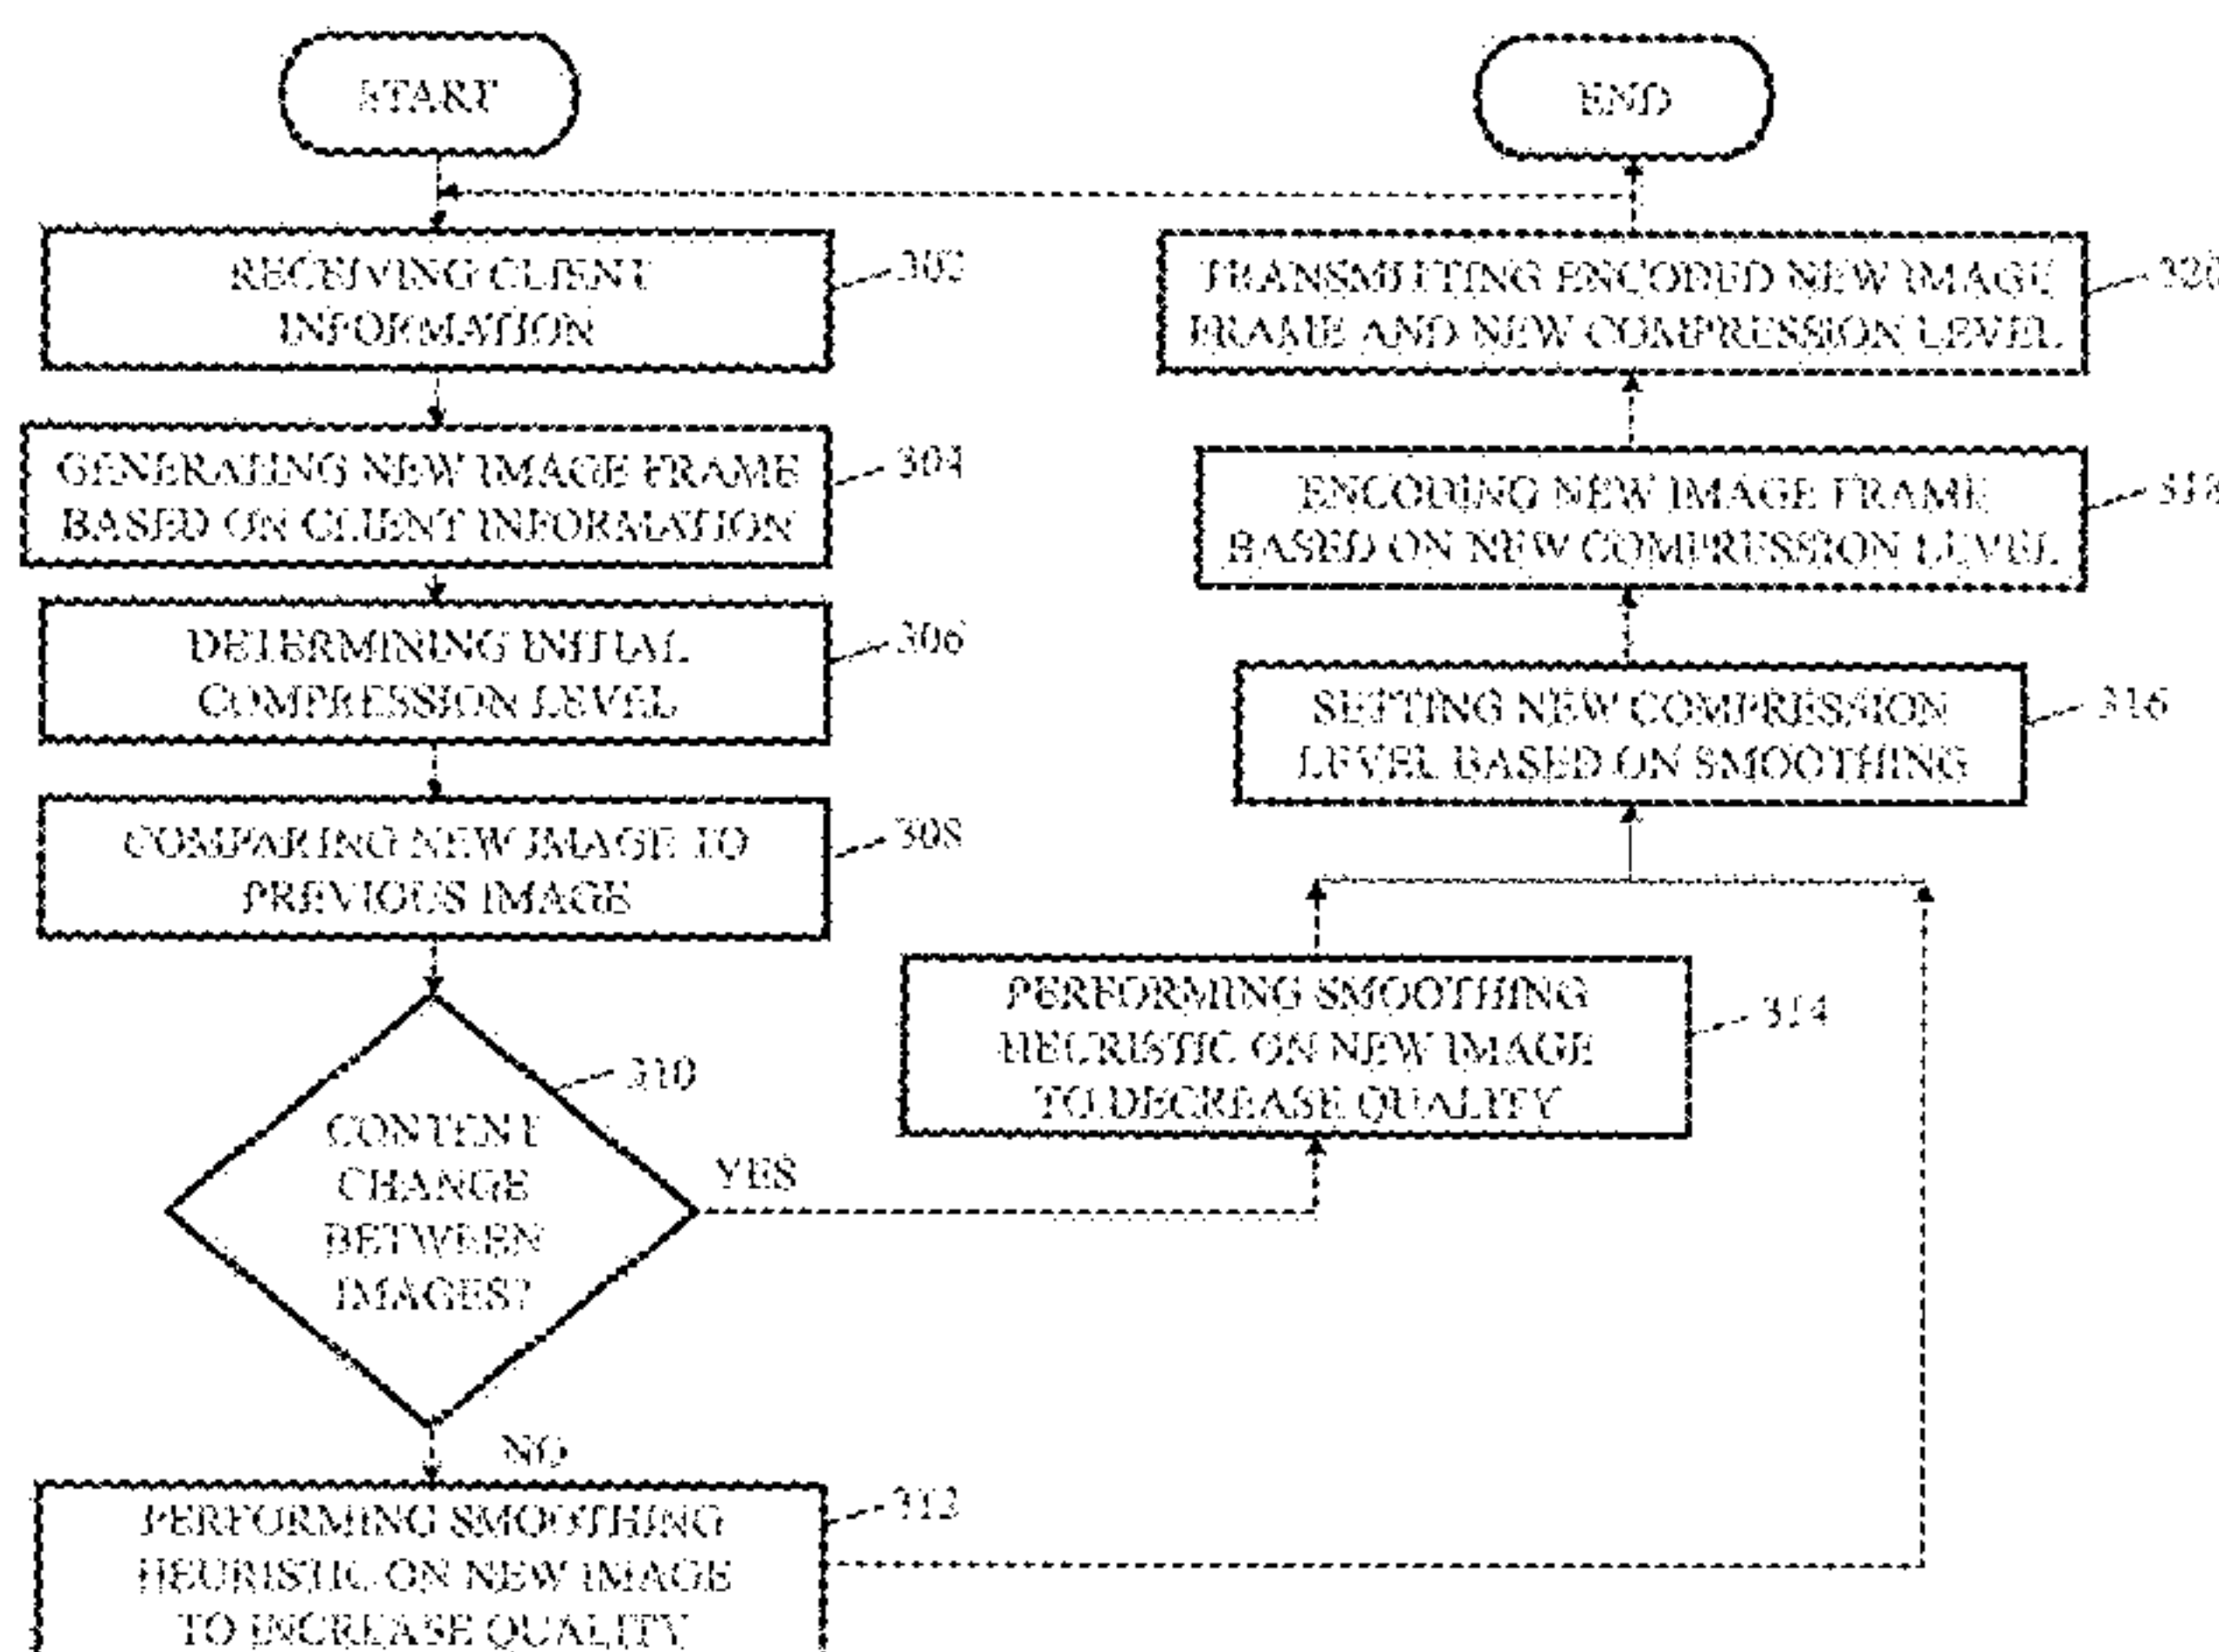 START
RECEIVING CLIENT
INFORMATION
302
GENERATING NEW IMAGE FRAME
BASED ON CLIENT INFORMATION
304
DETERMINING INITIAL
COMPRESSION LEVEL
306
COMPARING NEW IMAGE TO
PREVIOUS IMAGE
308
CONTENT
CHANGE
BETWEEN
IMAGES?
310
YES
NO
PERFORMING SMOOTHING
HEURISTIC ON NEW IMAGE
TO INCREASE QUALITY
312
PERFORMING SMOOTHING
HEURISTIC ON NEW IMAGE
TO DECREASE QUALITY
314
SETTING NEW COMPRESSION
LEVEL BASED ON SMOOTHING
316
ENCODING NEW IMAGE FRAME
BASED ON NEW COMPRESSION LEVEL
318
TRANSMITTING ENCODED NEW IMAGE
FRAME AND NEW COMPRESSION LEVEL
320
END